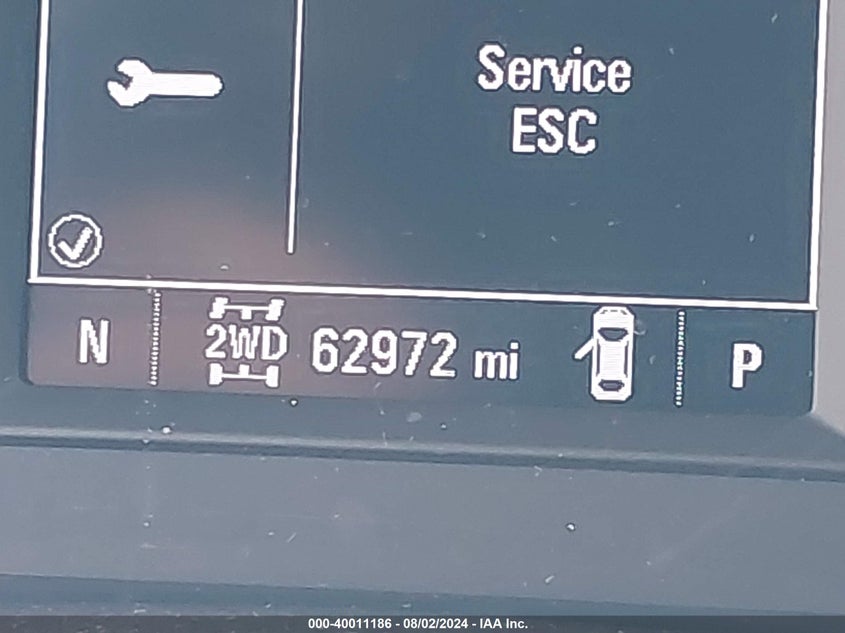 Service
ESC
N 2WD 62972 mi P
000-40011186 - 08/02/2024 - IAA Inc.